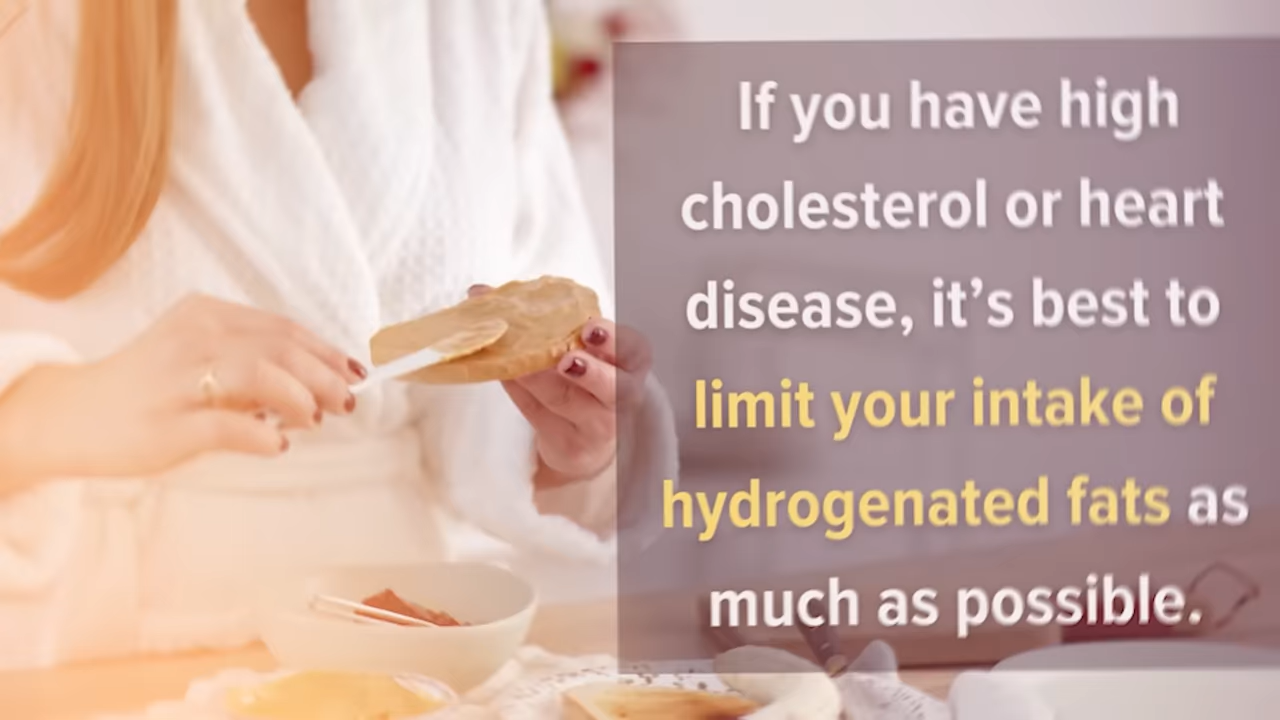 If you have high
cholesterol or heart
disease, it’s best to
limit your intake of
hydrogenated fats as
much as possible.